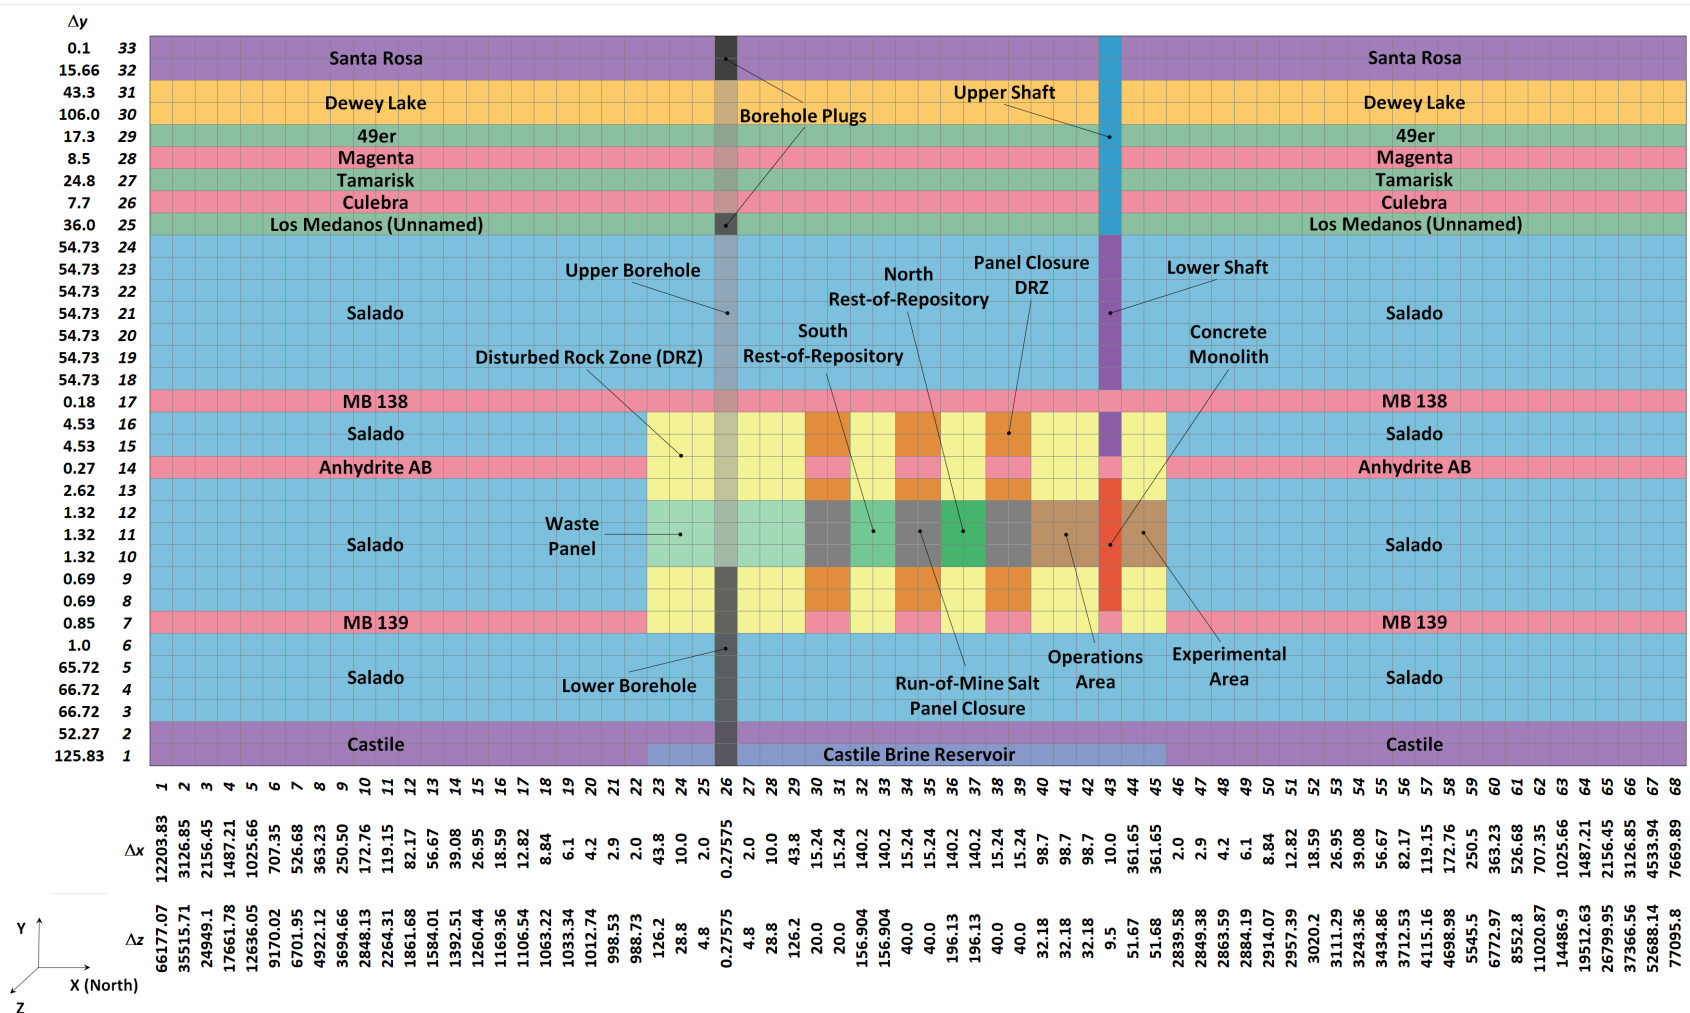 Δy
0.1 33
Santa Rosa Santa Rosa
15.66 32
43.3 31
Upper Shaft
Dewey Lake Dewey Lake
106.0 30
Borehole Plugs
17.3 29 49er 49er
8.5 28 Magenta Magenta
24.8 27 Tamarisk Tamarisk
7.7 26 Culebra Culebra
36.0 25 Los Medanos (Unnamed) Los Medanos (Unnamed)
54.73 24
54.73 23
54.73 22
54.73 21
54.73 20
54.73 19
54.73 18
Upper Borehole
North
Rest-of-Repository
Panel Closure
DRZ
Lower Shaft
Salado Salado
South
Rest-of-Repository
Concrete
Monolith
Disturbed Rock Zone (DRZ)
0.18 17 MB 138 MB 138
4.53 16
Salado Salado
4.53 15
0.27 14 Anhydrite AB Anhydrite AB
2.62 13
1.32 12
1.32 11
1.32 10
Waste
Panel
Salado Salado
0.69 9
0.69 8
0.85 7 MB 139 MB 139
1.0 6
65.72 5
66.72 4
66.72 3
Salado Salado
Lower Borehole
Run-of-Mine Salt
Panel Closure
Operations
Area
Experimental
Area
52.27 2
Castile Castile
125.83 1
Castile Brine Reservoir
1 2 3 4 5 6 7 8 9 10 11 12 13 14 15 16 17 18 19 20 21 22 23 24 25 26 27 28 29 30 31 32 33 34 35 36 37 38 39 40 41 42 43 44 45 46 47 48 49 50 51 52 53 54 55 56 57 58 59 60 61 62 63 64 65 66 67 68
Δx 12203.83 3126.85 2156.45 1487.21 1025.66 707.35 526.68 363.23 250.50 172.76 119.15 82.17 56.67 39.08 26.95 18.59 12.82 8.84 6.1 4.2 2.9 2.0 43.8 10.0 2.0 0.27575 2.0 10.0 43.8 15.24 15.24 140.2 140.2 15.24 15.24 140.2 140.2 15.24 15.24 98.7 98.7 98.7 10.0 361.65 361.65 2.0 2.9 4.2 6.1 8.84 12.82 18.59 26.95 39.08 56.67 82.17 119.15 172.76 250.5 363.23 526.68 707.35 1025.66 1487.21 2156.45 3126.85 4533.94 7669.89
Δz 66177.07 35515.71 24949.1 17661.78 12636.05 9170.02 6701.95 4922.12 3694.66 2848.13 2264.31 1861.68 1584.01 1392.51 1260.44 1169.36 1106.54 1063.22 1033.34 1012.74 998.53 988.73 126.2 28.8 4.8 0.27575 4.8 28.8 126.2 20.0 20.0 156.904 156.904 40.0 40.0 196.13 196.13 40.0 40.0 32.18 32.18 32.18 9.5 51.67 51.68 2839.58 2849.38 2863.59 2884.19 2914.07 2957.39 3020.2 3111.29 3243.36 3434.86 3712.53 4115.16 4698.98 5545.5 6772.97 8552.8 11020.87 14486.9 19512.63 26799.95 37366.56 52688.14 77095.8
Y
X (North)
Z